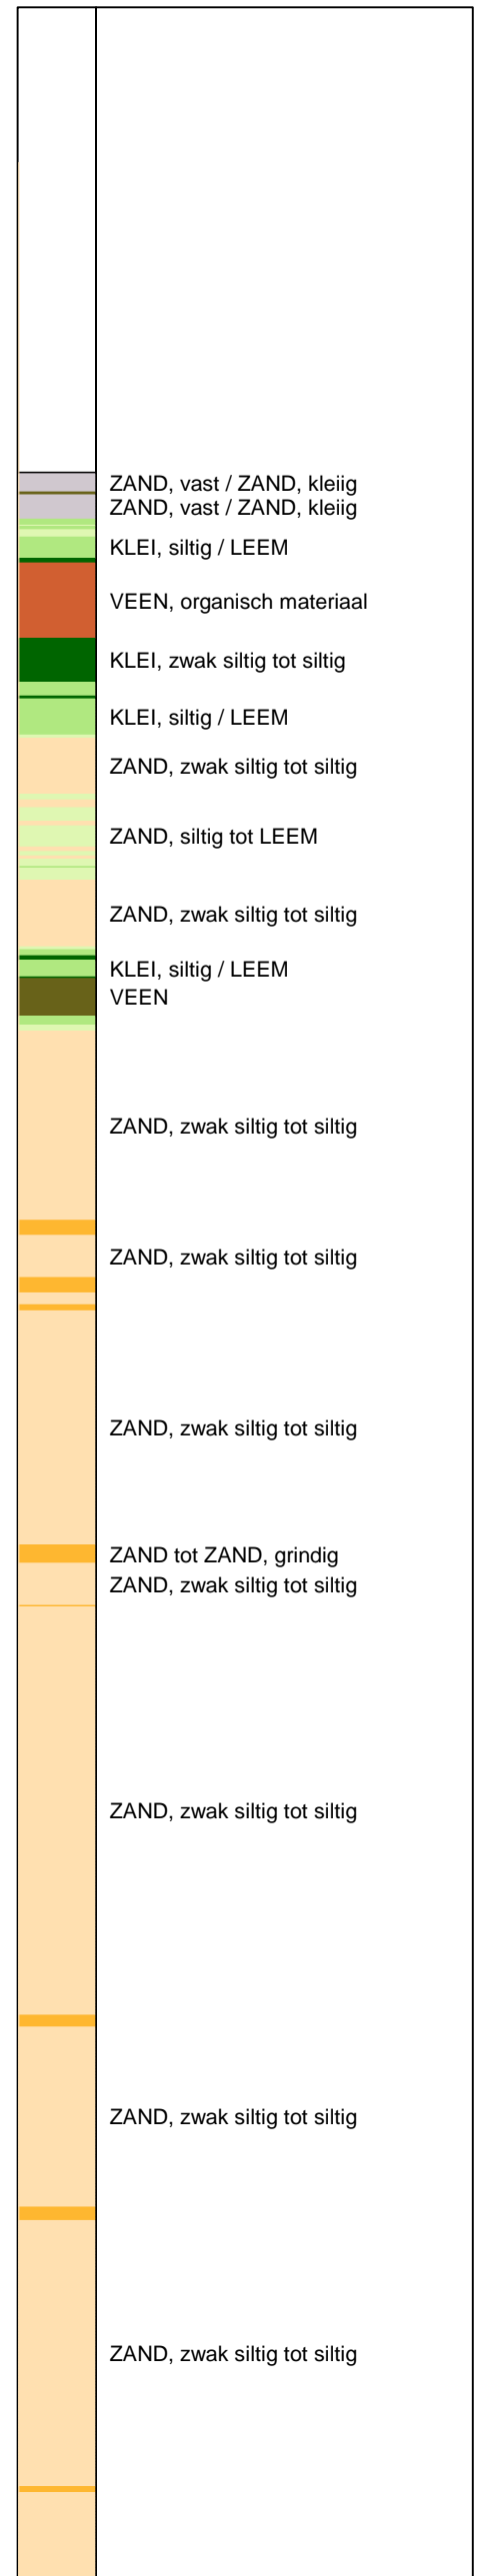 ZAND, vast / ZAND, kleiig
ZAND, vast / ZAND, kleiig
KLEI, siltig / LEEM
VEEN, organisch materiaal
KLEI, zwak siltig tot siltig
KLEI, siltig / LEEM
ZAND, zwak siltig tot siltig
ZAND, siltig tot LEEM
ZAND, zwak siltig tot siltig
KLEI, siltig / LEEM
VEEN
ZAND, zwak siltig tot siltig
ZAND, zwak siltig tot siltig
ZAND, zwak siltig tot siltig
ZAND tot ZAND, grindig
ZAND, zwak siltig tot siltig
ZAND, zwak siltig tot siltig
ZAND, zwak siltig tot siltig
ZAND, zwak siltig tot siltig